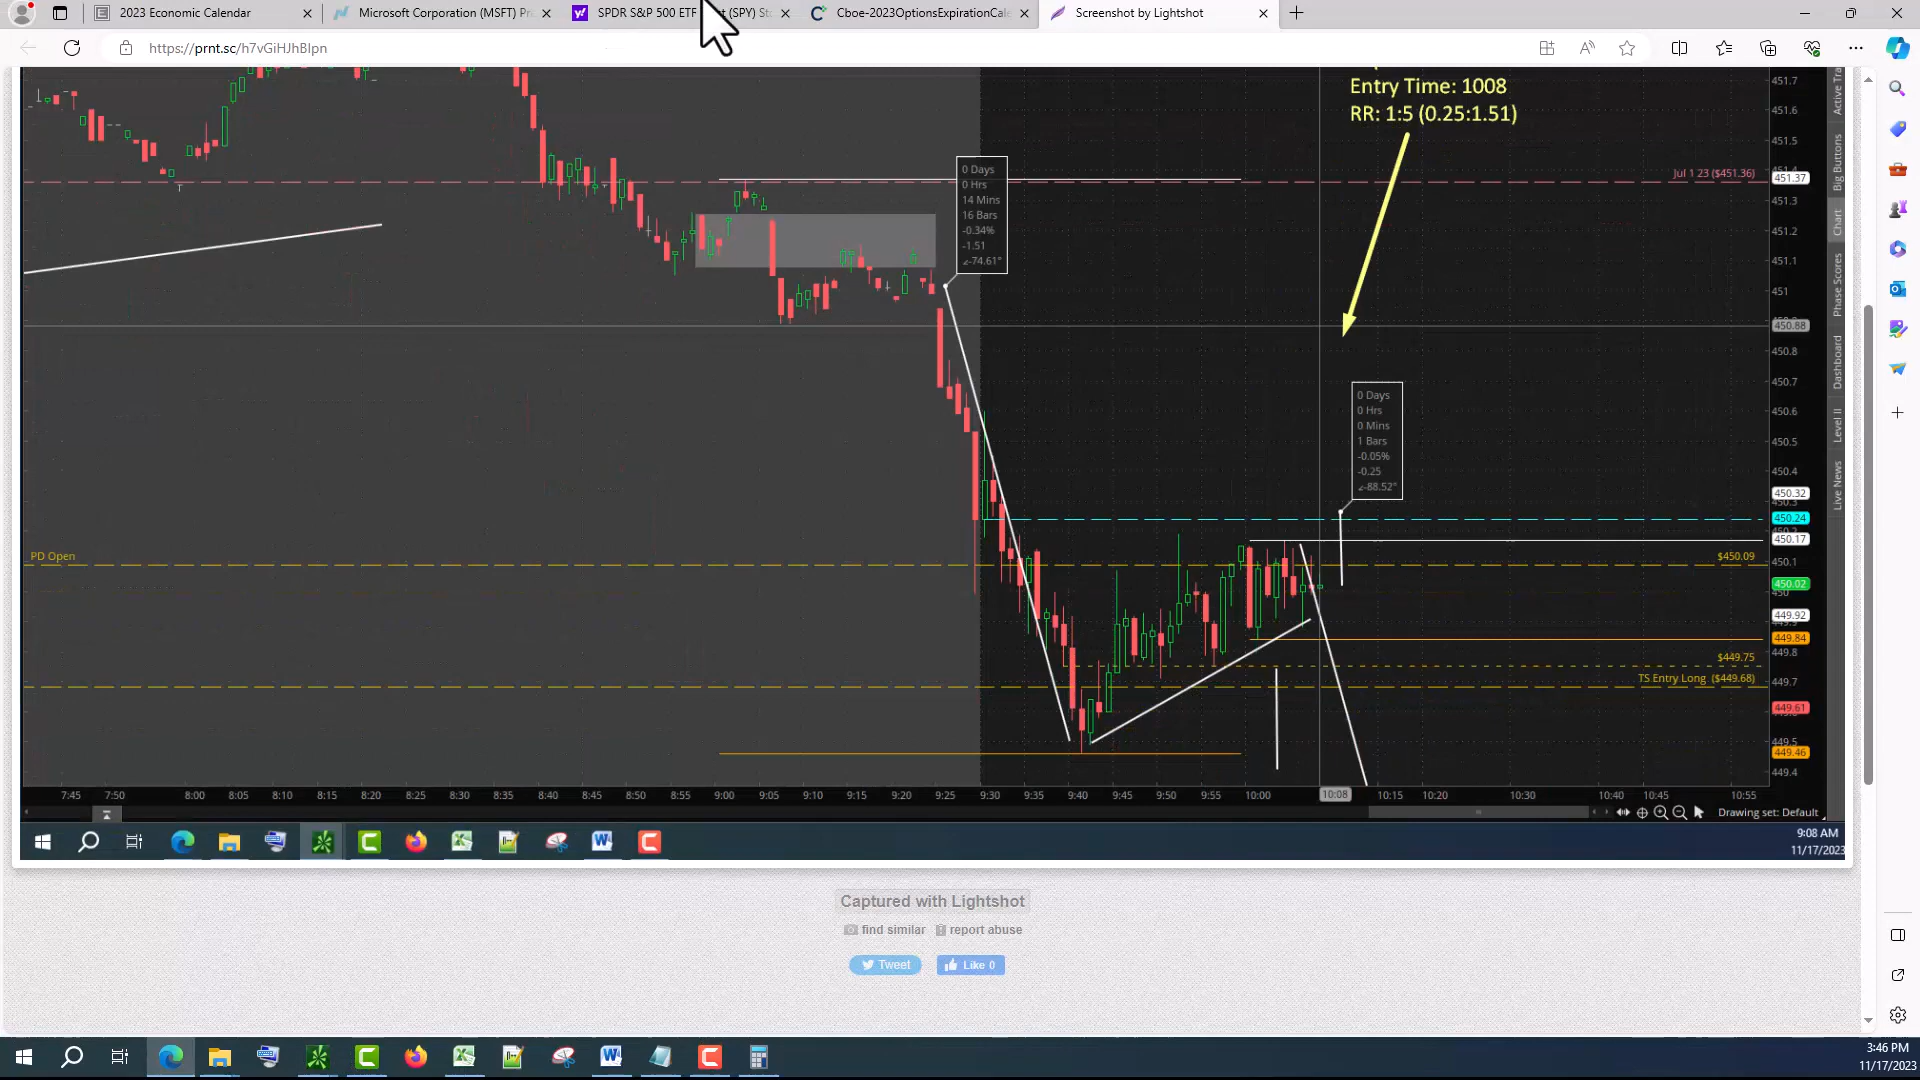 2023 Economic Calendar
Microsoft Corporation (MSFT) Pr
SPDR S&P 500 ETF
t (SPY) St
Cboe-2023OptionsExpirationCale
Screenshot by Lightshot
https://prnt.sc/h7vGiHJhBlpn
Entry Time: 1008
RR: 1:5 (0.25:1.51)
451.7
451.6
451.5
Jul 1 23 ($451.36)
451.37
451.3
451.2
451.1
451
450.88
450.8
450.7
450.6
450.5
450.4
450.32
450.24
450.17
$450.09
450.1
450.02
450
449.92
449.84
449.8
$449.75
TS Entry Long ($449.68)
449.7
449.61
449.5
449.46
449.4
0 Days
0 Hrs
14 Mins
16 Bars
-0.34%
-1.51
∠-74.61°
0 Days
0 Hrs
0 Mins
1 Bars
-0.05%
-0.25
∠-88.52°
PD Open
Active Tra
Big Buttons
Chart
Phase Scores
Dashboard
Level II
Live News
7:45 7:50 8:00 8:05 8:10 8:15 8:20 8:25 8:30 8:35 8:40 8:45 8:50 8:55 9:00 9:05 9:10 9:15 9:20 9:25 9:30 9:35 9:40 9:45 9:50 9:55 10:00 10:08 10:15 10:20 10:30 10:40 10:45 10:55
Drawing set: Default
9:08 AM
11/17/2023
Captured with Lightshot
find similar report abuse
Tweet Like 0
3:46 PM
11/17/2023